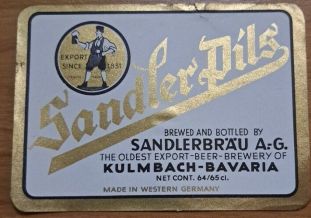 EXPORT
SINCE 1831
Sandler Pils
BREWED AND BOTTLED BY
SANDLERBRÄU A.-G.
THE OLDEST EXPORT-BEER-BREWERY OF
KULMBACH-BAVARIA
NET CONT. 64/65 cl.
MADE IN WESTERN GERMANY